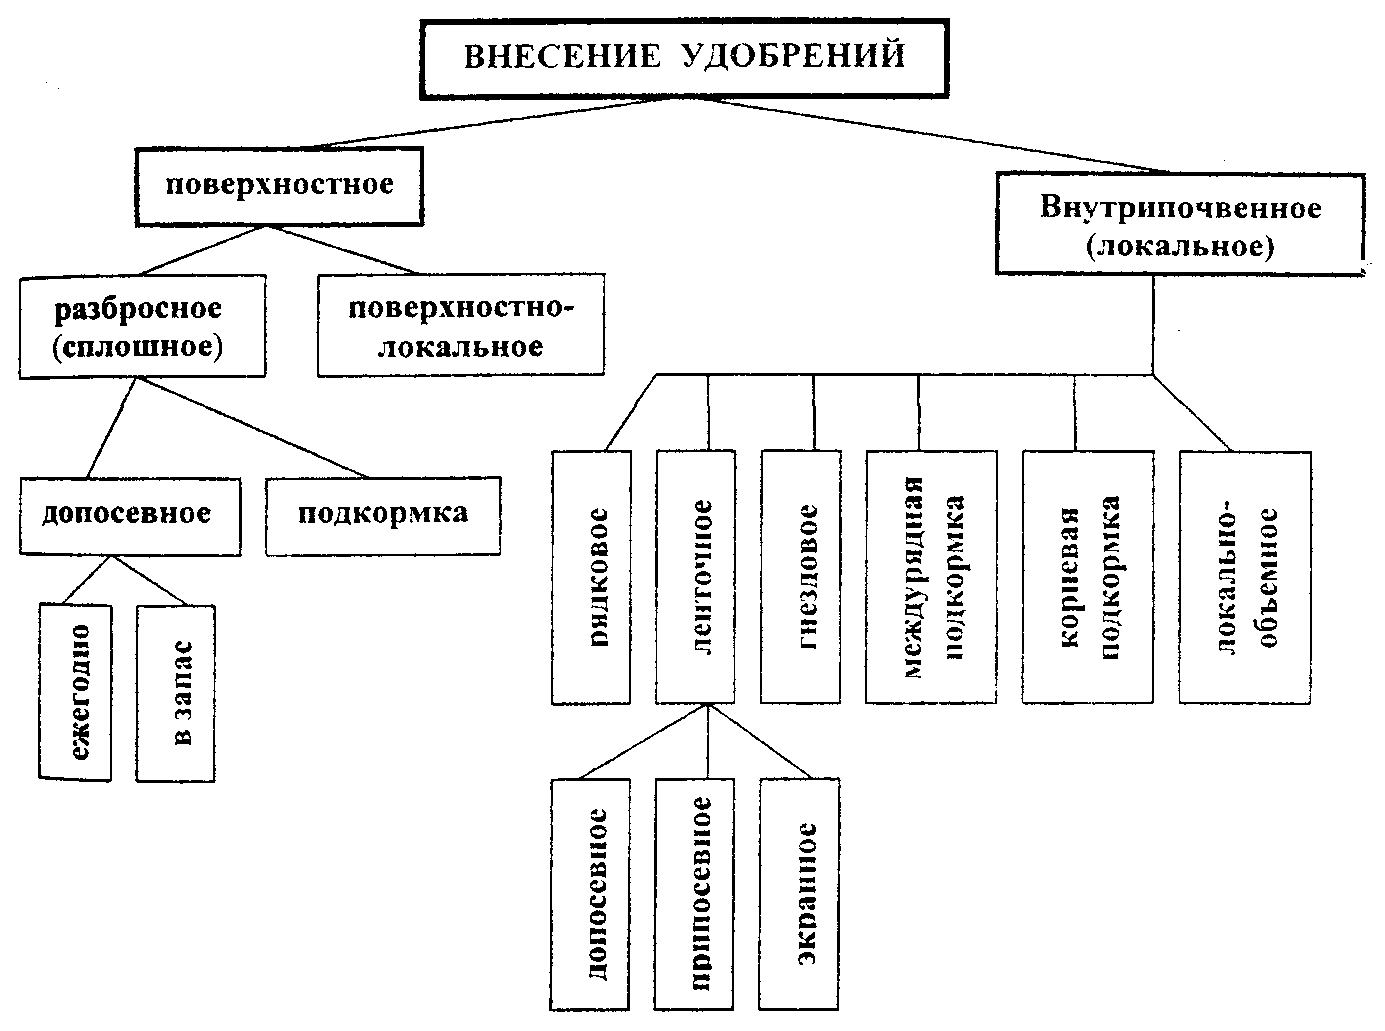 ВНЕСЕНИЕ УДОБРЕНИЙ
поверхностное
Внутрипочвенное
(локальное)
разбросное
(сплошное)
поверхностно-
локальное
допосевное
подкормка
ежегодно
в запас
рядковое
ленточное
гнездовое
междурядная
подкормка
корневая
подкормка
локально-
объемное
допосевное
припосевное
экранное